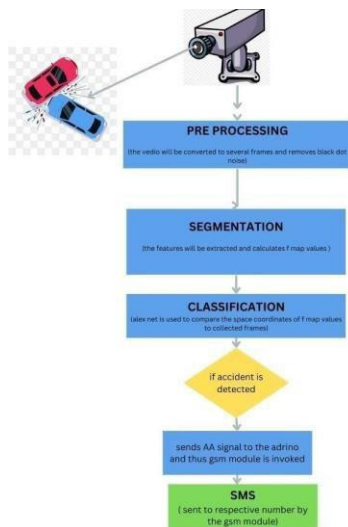 PRE PROCESSING
(the vedio will be converted to several frames and removes black dot
noise)
SEGMENTATION
(the features will be extracted and calculates f map values )
CLASSIFICATION
(alex net is used to compare the space coordinates of f map values
to collected frames)
if accident is
detected
sends AA signal to the adrino
and thus gsm module is invoked
SMS
( sent to respective number by
the gsm module)